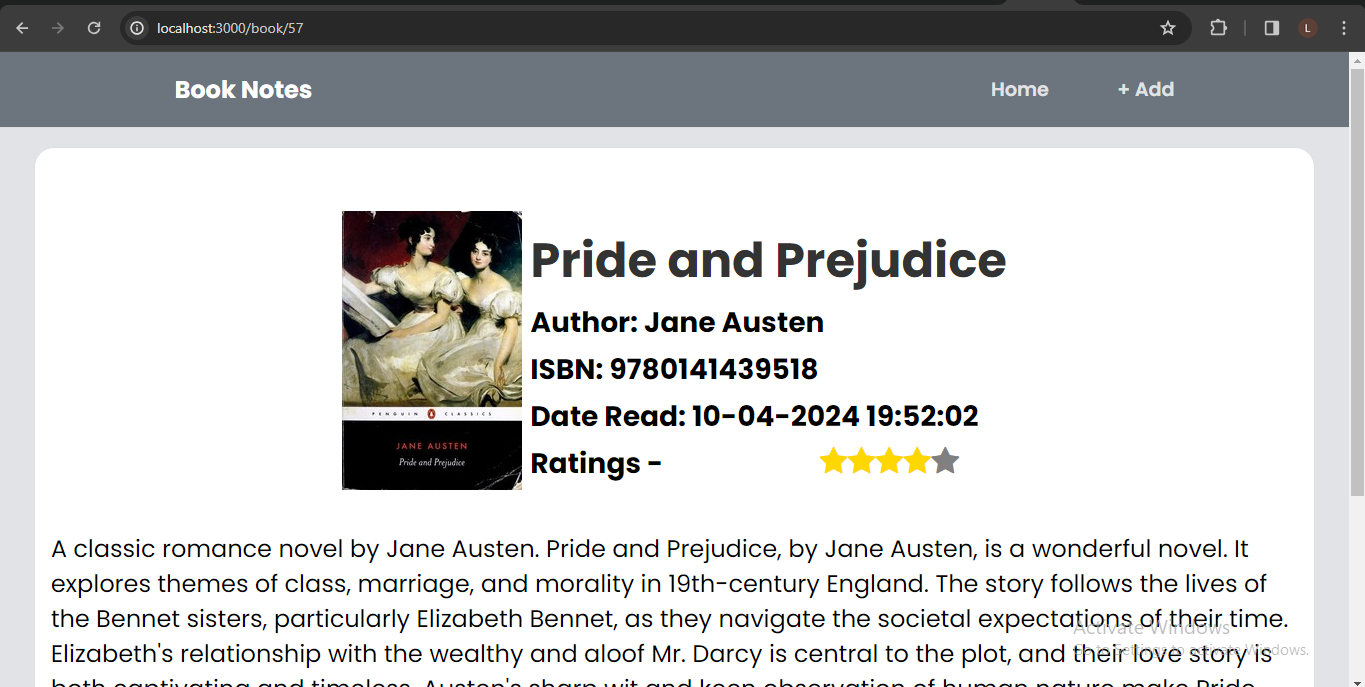 localhost:3000/book/57
L
Book Notes
Home
+ Add
Pride and Prejudice
Author: Jane Austen
ISBN: 9780141439518
Date Read: 10-04-2024 19:52:02
Ratings -
PENGUIN CLASSICS
JANE AUSTEN
Pride and Prejudice
A classic romance novel by Jane Austen. Pride and Prejudice, by Jane Austen, is a wonderful novel. It
explores themes of class, marriage, and morality in 19th-century England. The story follows the lives of
the Bennet sisters, particularly Elizabeth Bennet, as they navigate the societal expectations of their time.
Elizabeth's relationship with the wealthy and aloof Mr. Darcy is central to the plot, and their love story is
both captivating and timeless. Austen's sharp wit and keen observation of human nature make Pride
Activate Windows
Go to Settings to activate Windows.